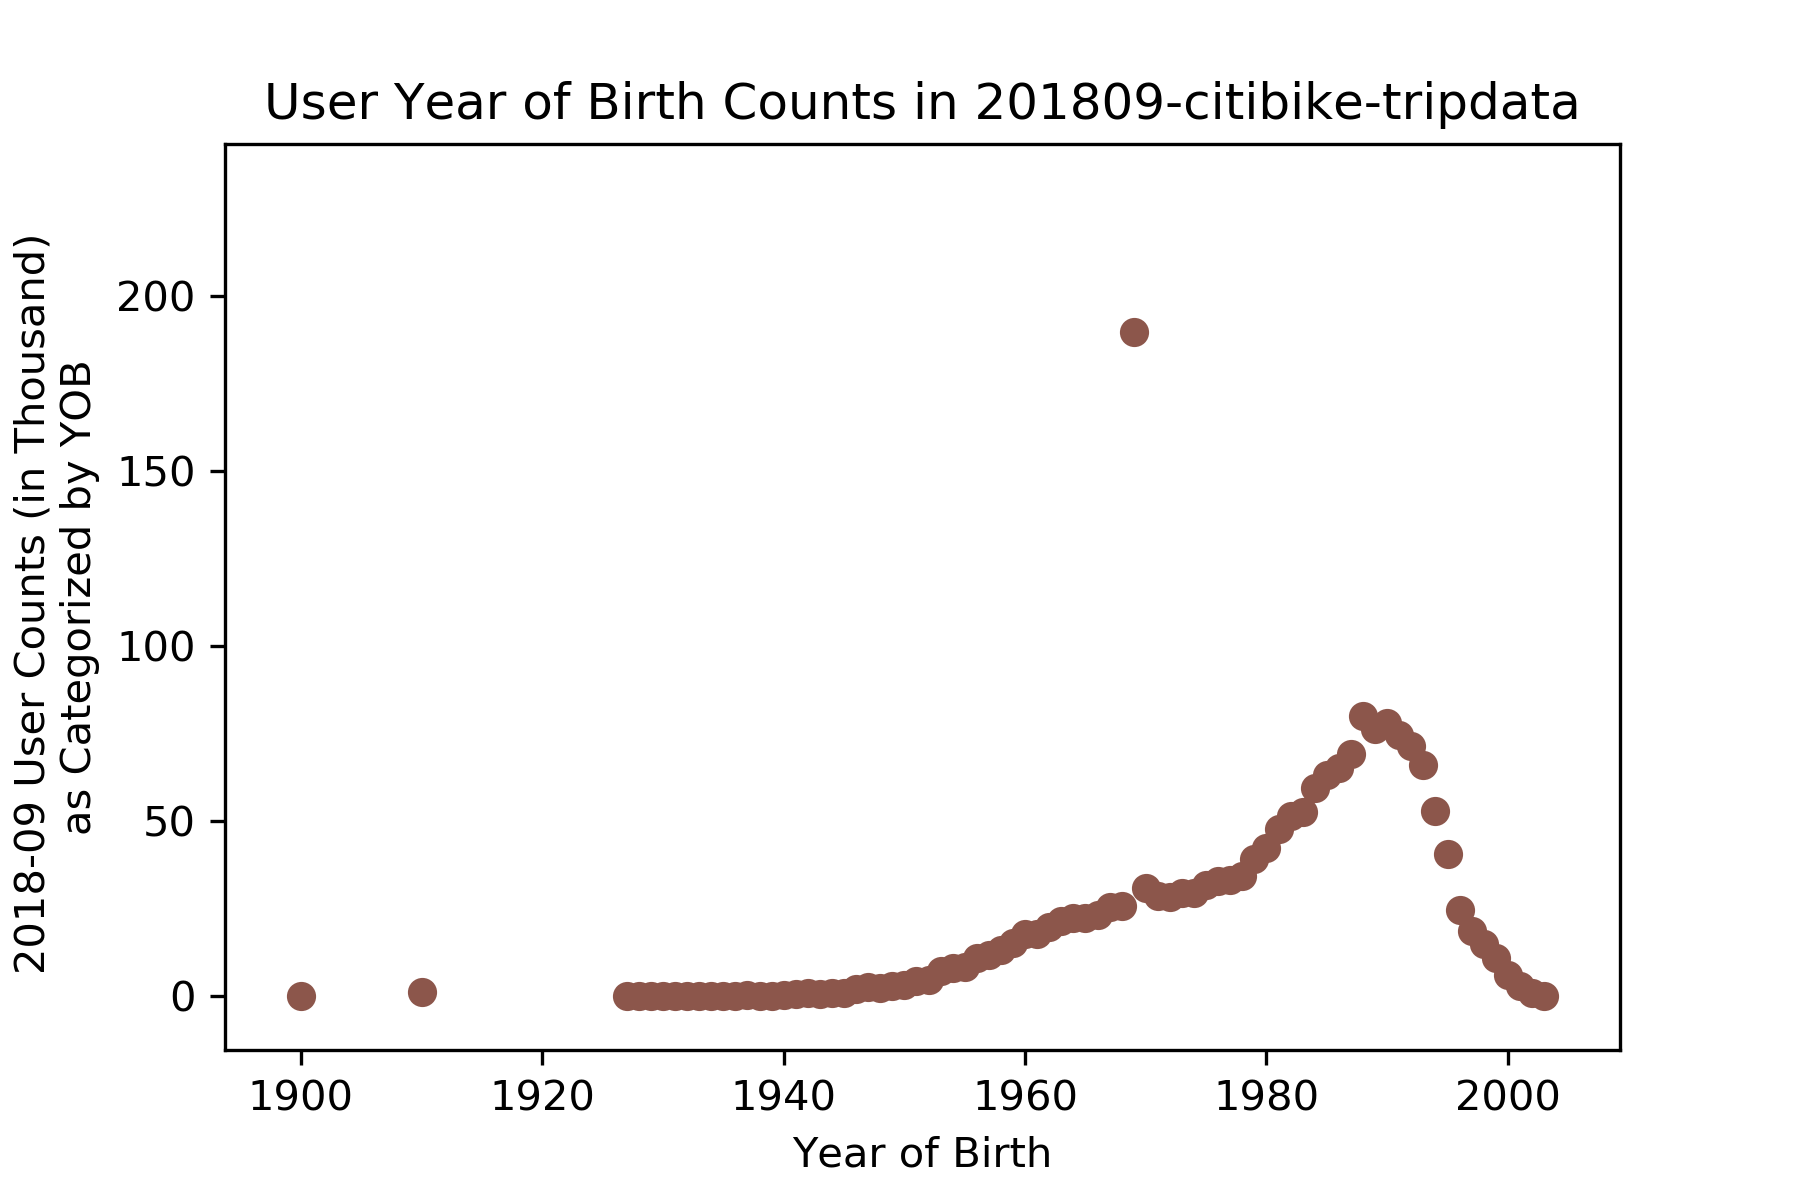 User Year of Birth Counts in 201809-citibike-tripdata
2018-09 User Counts (in Thousand)
as Categorized by YOB
200
150
100
50
0
1900 1920 1940 1960 1980 2000
Year of Birth